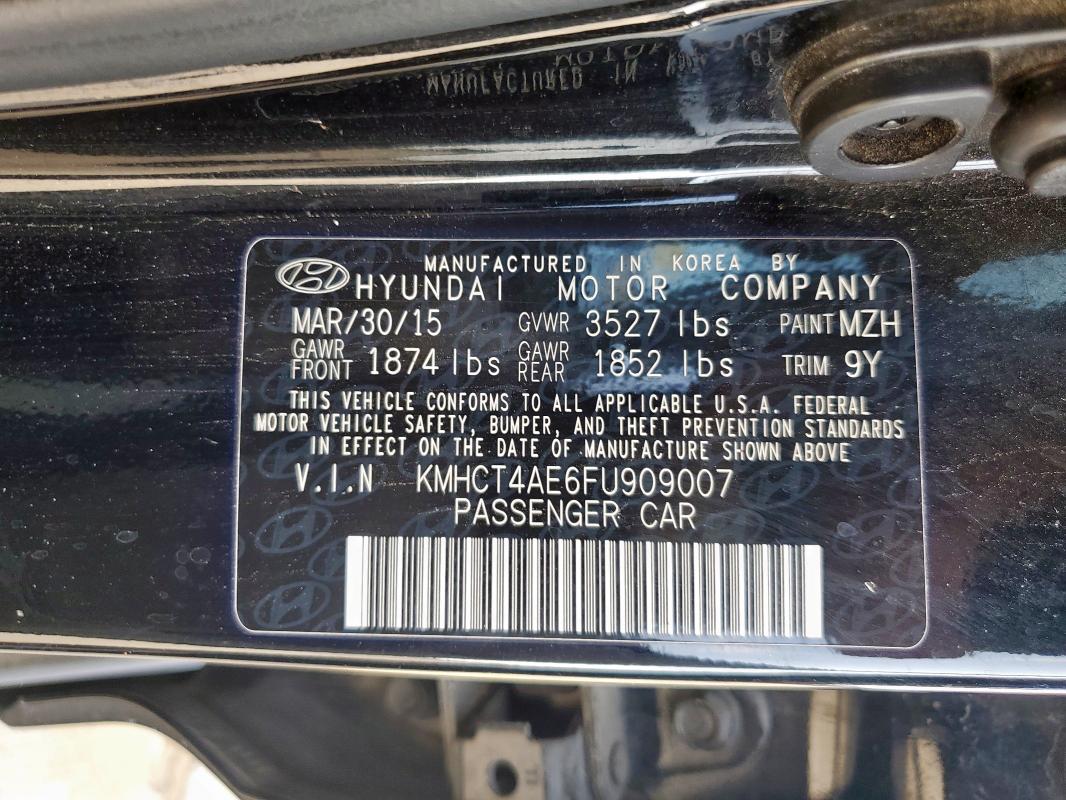 MANUFACTURED IN KOREA BY
HYUNDAI MOTOR COMPANY
MAR/30/15 GVWR 3527 lbs PAINT MZH
GAWR FRONT 1874 lbs GAWR REAR 1852 lbs TRIM 9Y
THIS VEHICLE CONFORMS TO ALL APPLICABLE U.S.A. FEDERAL
MOTOR VEHICLE SAFETY, BUMPER, AND THEFT PREVENTION STANDARDS
IN EFFECT ON THE DATE OF MANUFACTURE SHOWN ABOVE
V.I.N KMHCT4AE6FU909007
PASSENGER CAR